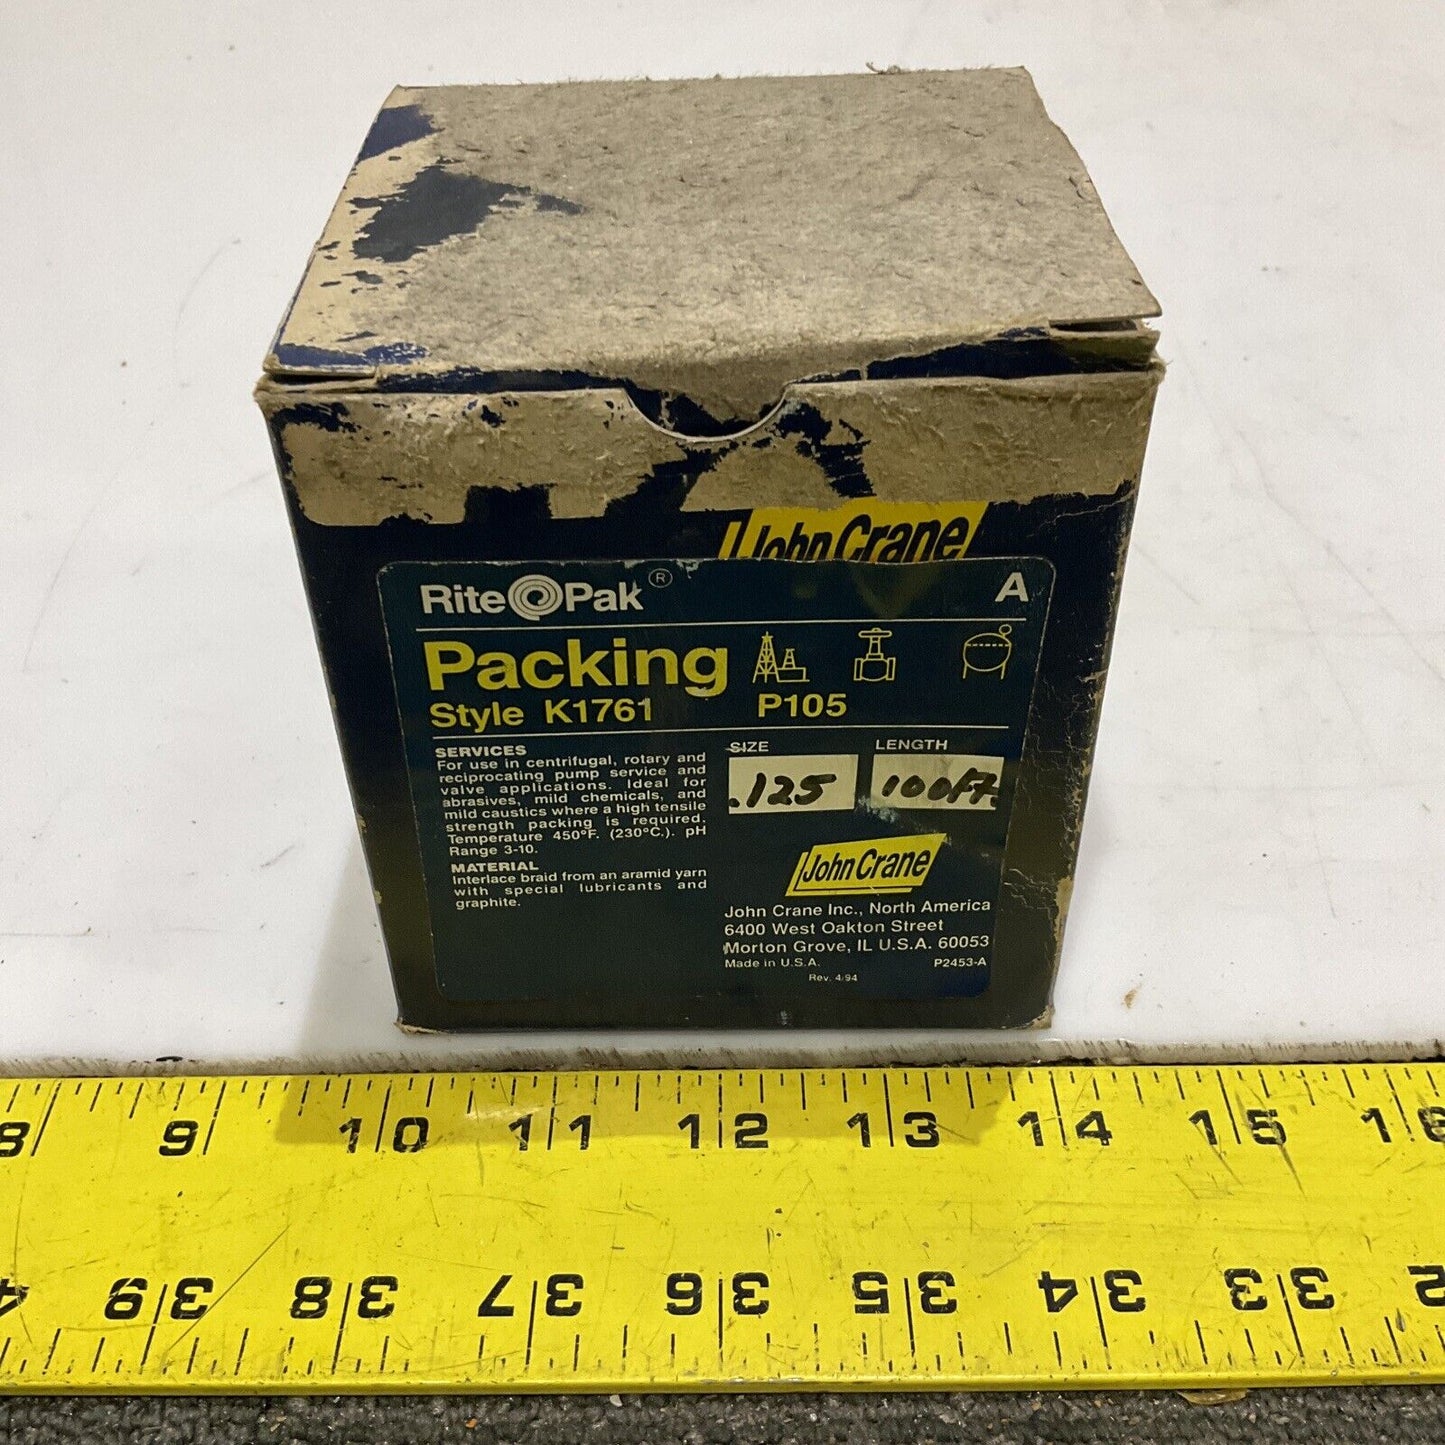 John Crane
Rite Pak ®
A
Packing
Style K1761
P105
SERVICES
For use in centrifugal, rotary and
reciprocating pump service and
valve applications. Ideal for
abrasives, mild chemicals, and
mild caustics where a high tensile
strength packing is required.
Temperature 450°F. (230°C.). pH
Range 3-10.
MATERIAL
Interlace braid from an aramid yarn
with special lubricants and
graphite.
SIZE
LENGTH
.125
100FT.
John Crane
John Crane Inc., North America
6400 West Oakton Street
Morton Grove, IL U.S.A. 60053
Made in U.S.A.
P2453-A
Rev. 4/94
8 9 10 11 12 13 14 15 16
39 38 37 36 35 34 33